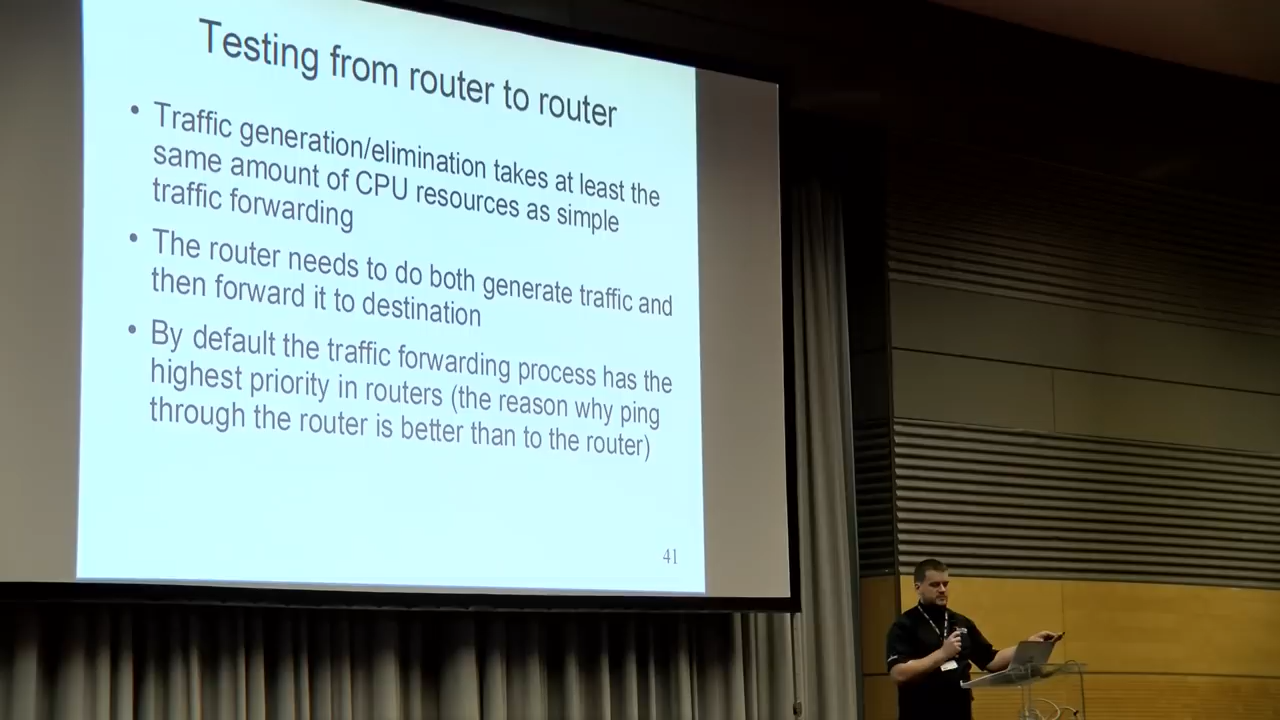 Testing from router to router
• Traffic generation/elimination takes at least the
same amount of CPU resources as simple
traffic forwarding
• The router needs to do both generate traffic and
then forward it to destination
• By default the traffic forwarding process has the
highest priority in routers (the reason why ping
through the router is better than to the router)
41